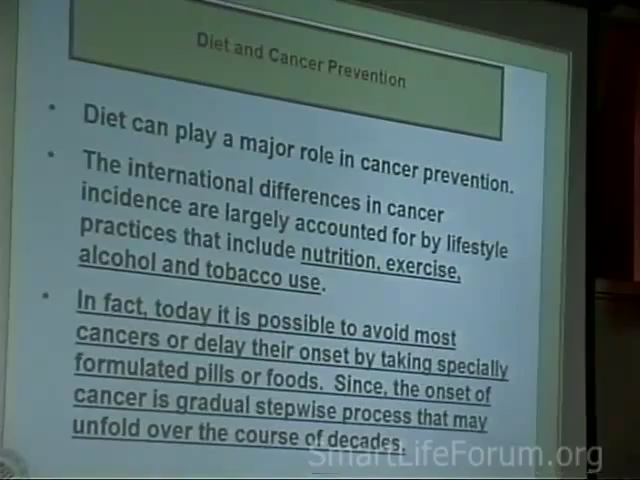 Diet and Cancer Prevention
• Diet can play a major role in cancer prevention.
• The international differences in cancer
incidence are largely accounted for by lifestyle
practices that include nutrition, exercise,
alcohol and tobacco use.
• In fact, today it is possible to avoid most
cancers or delay their onset by taking specially
formulated pills or foods. Since, the onset of
cancer is gradual stepwise process that may
unfold over the course of decades.
SmartLifeForum.org